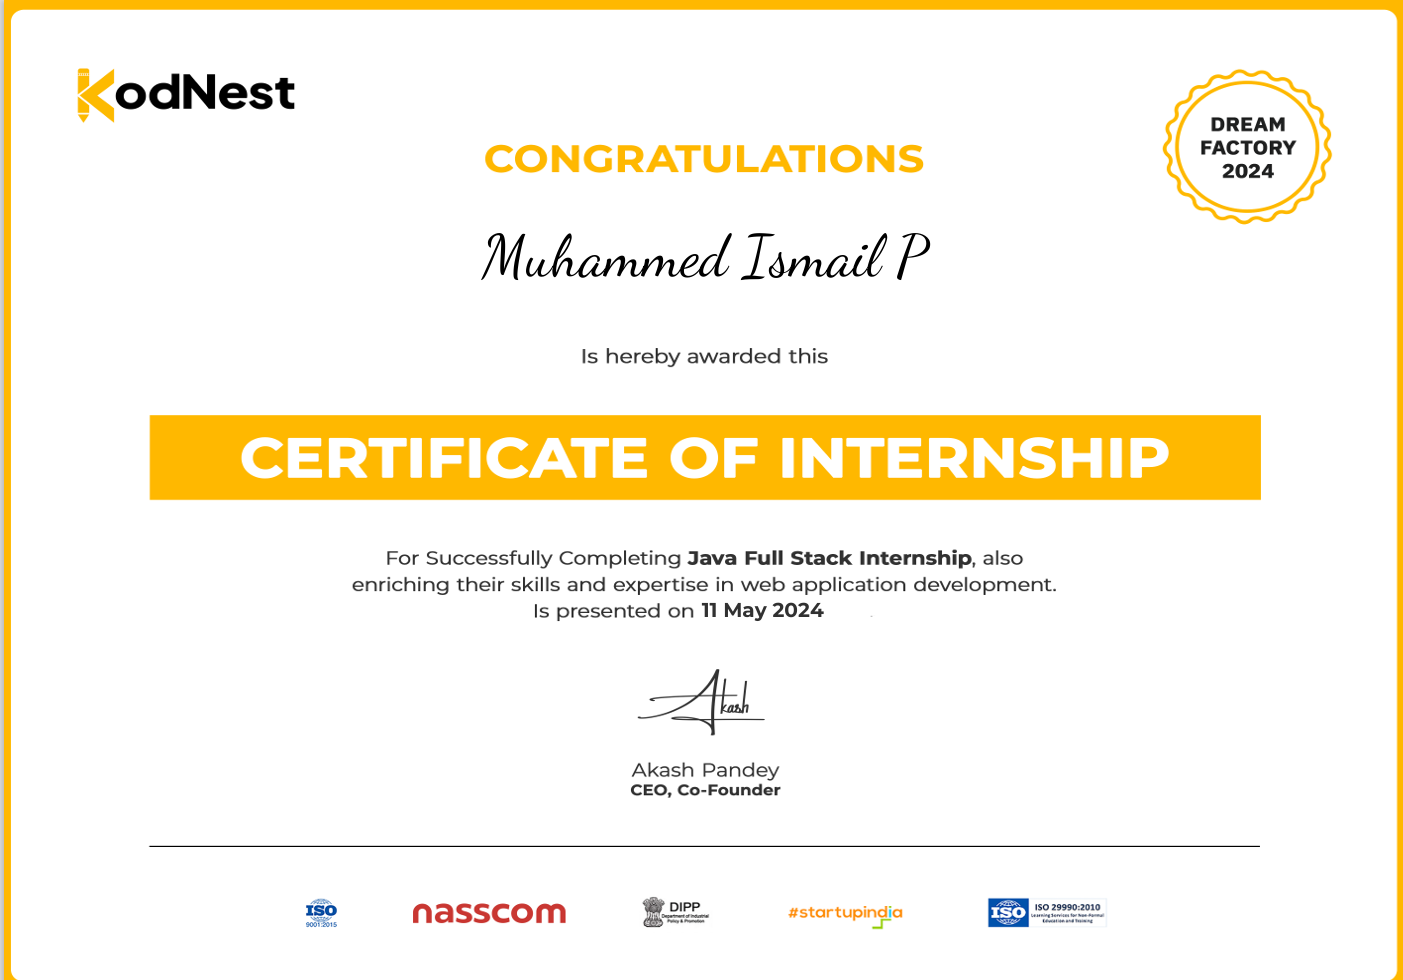 KodNest
DREAM
FACTORY
2024
CONGRATULATIONS
Muhammed Ismail P
Is hereby awarded this
CERTIFICATE OF INTERNSHIP
For Successfully Completing Java Full Stack Internship, also
enriching their skills and expertise in web application development.
Is presented on 11 May 2024
Akash
Akash Pandey
CEO, Co-Founder
ISO
9001:2015
nasscom
DIPP
Department of Industrial
Policy & Promotion
#startupindia
ISO
ISO 29990:2010
Learning Services for Non-Formal
Education and Training